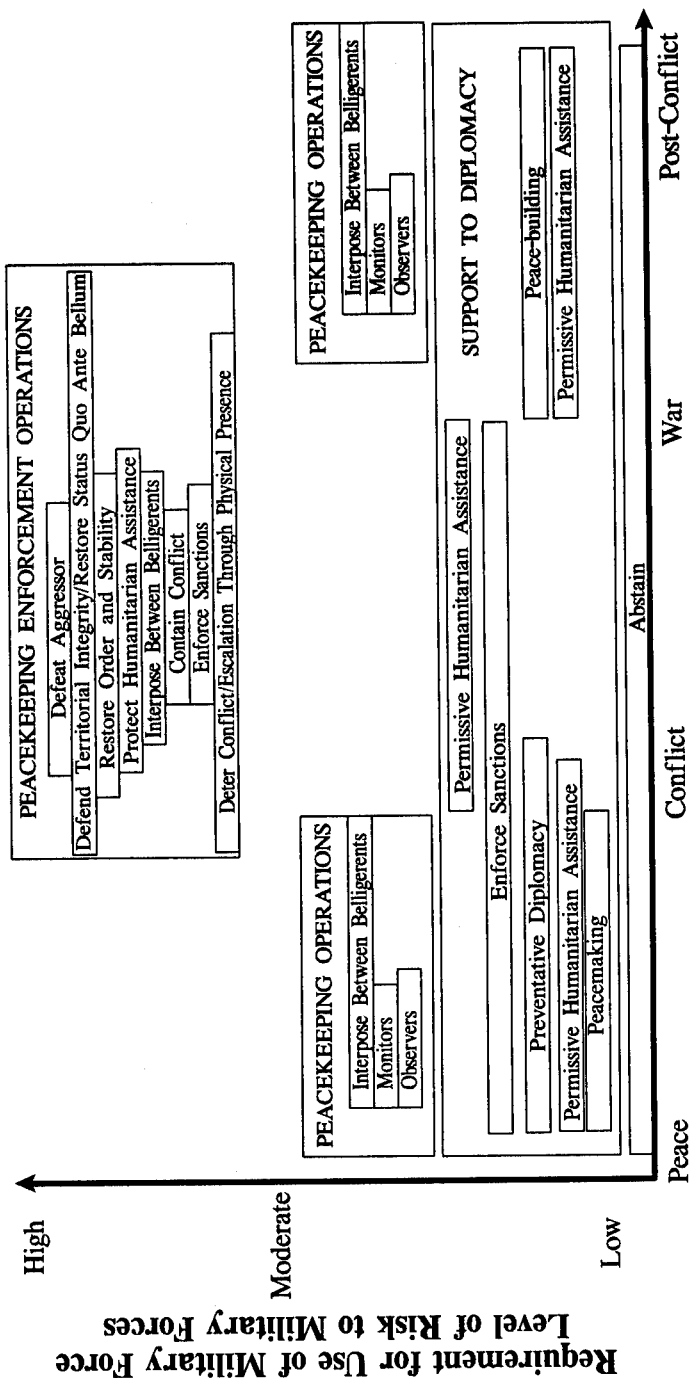 Requirement for Use of Military Force
Level of Risk to Military Forces
High
Moderate
Low
PEACEKEEPING ENFORCEMENT OPERATIONS
Defeat Aggressor
Defend Territorial Integrity/Restore Status Quo Ante Bellum
Restore Order and Stability
Protect Humanitarian Assistance
Interpose Between Belligerents
Contain Conflict
Enforce Sanctions
Deter Conflict/Escalation Through Physical Presence
PEACEKEEPING OPERATIONS
Interpose Between Belligerents
Monitors
Observers
PEACEKEEPING OPERATIONS
Interpose Between Belligerents
Monitors
Observers
SUPPORT TO DIPLOMACY
Permissive Humanitarian Assistance
Enforce Sanctions
Preventative Diplomacy
Permissive Humanitarian Assistance
Peacemaking
Peace-building
Permissive Humanitarian Assistance
Abstain
Peace
Conflict
War
Post-Conflict